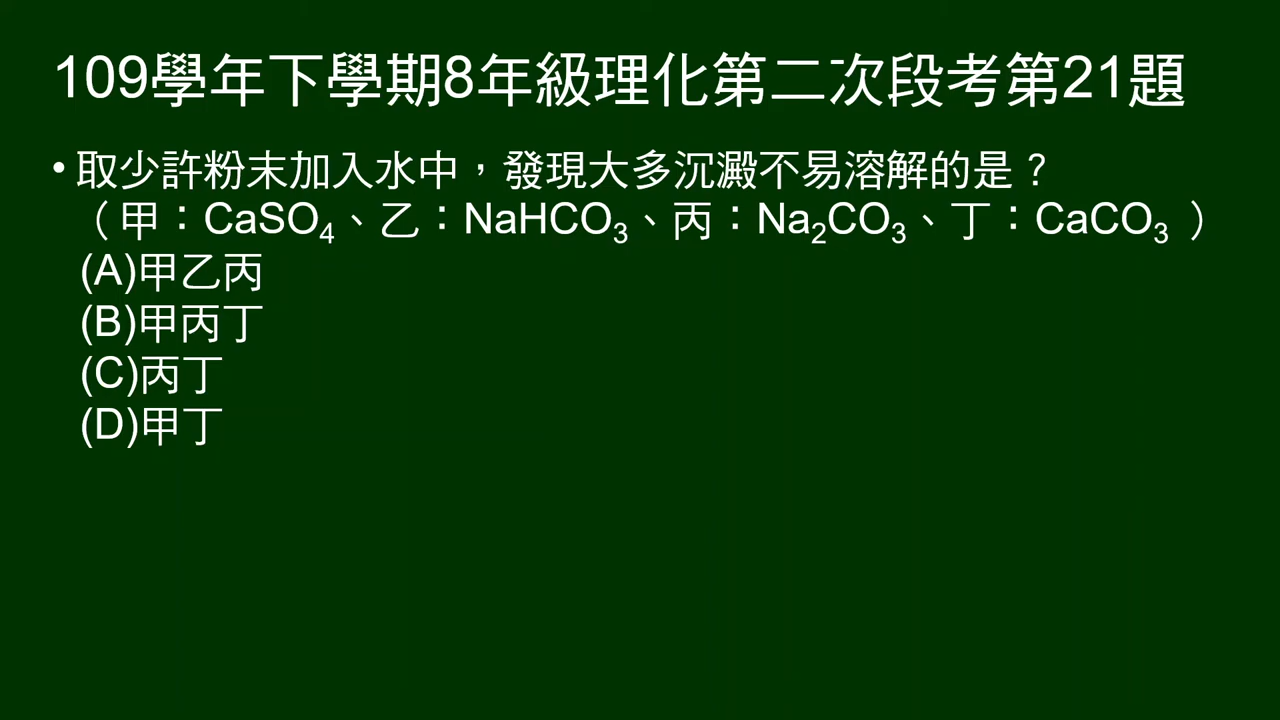 109學年下學期8年級理化第二次段考第21題
•取少許粉末加入水中，發現大多沉澱不易溶解的是？
（甲：CaSO₄、乙：NaHCO₃、丙：Na₂CO₃、丁：CaCO₃ ）
(A)甲乙丙
(B)甲丙丁
(C)丙丁
(D)甲丁